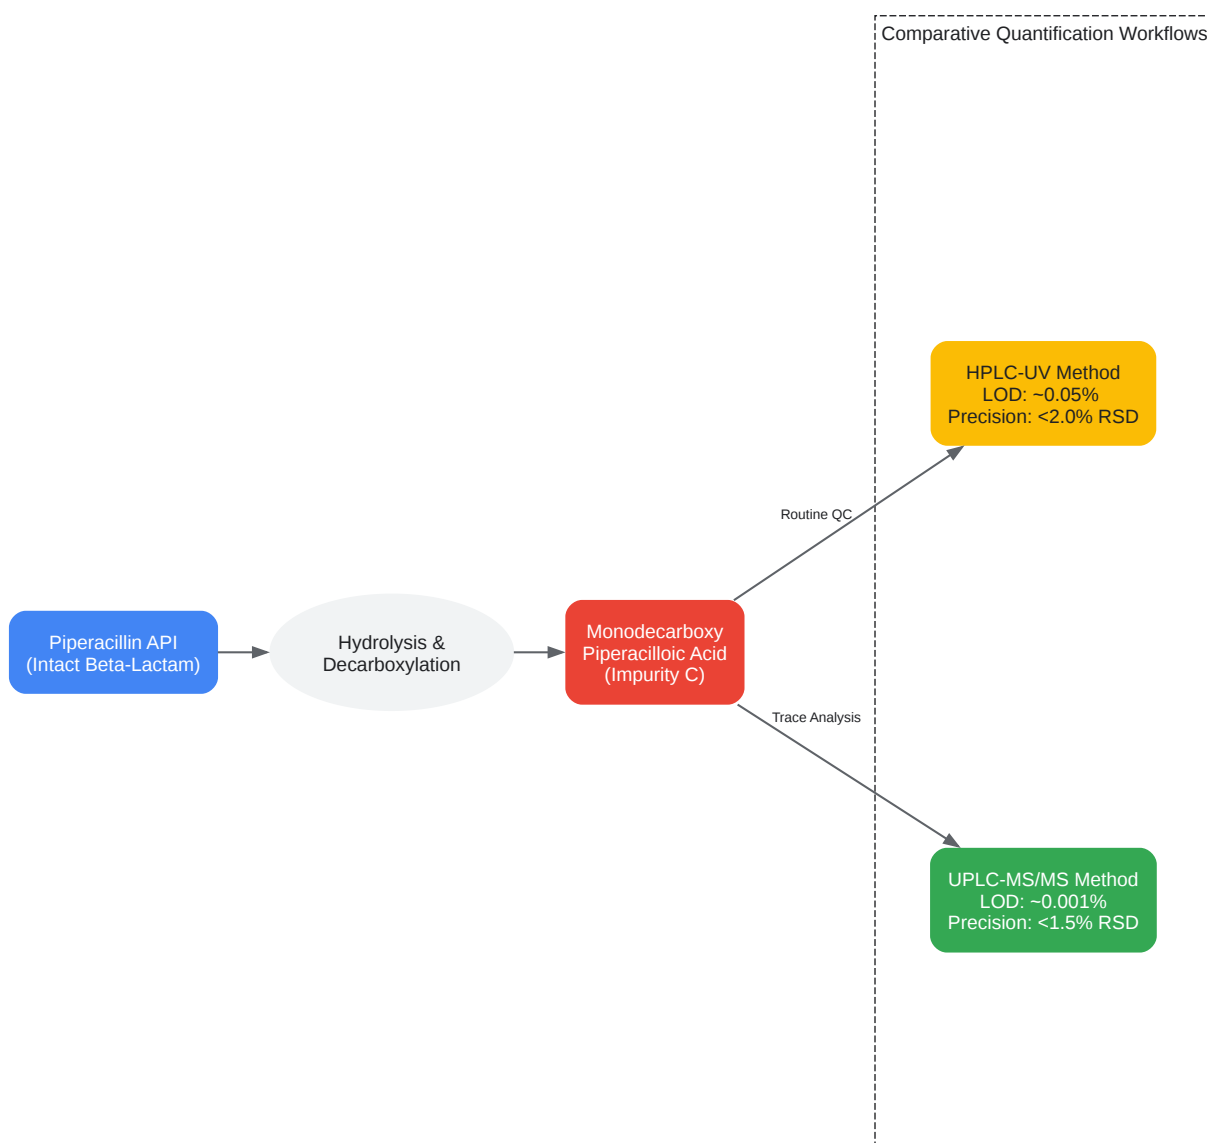 Comparative Quantification Workflows
HPLC-UV Method
LOD: ~0.05%
Precision: <2.0% RSD
Routine QC
Piperacillin API
(Intact Beta-Lactam)
Hydrolysis &
Decarboxylation
Monodecarboxy
Piperacilloic Acid
(Impurity C)
Trace Analysis
UPLC-MS/MS Method
LOD: ~0.001%
Precision: <1.5% RSD